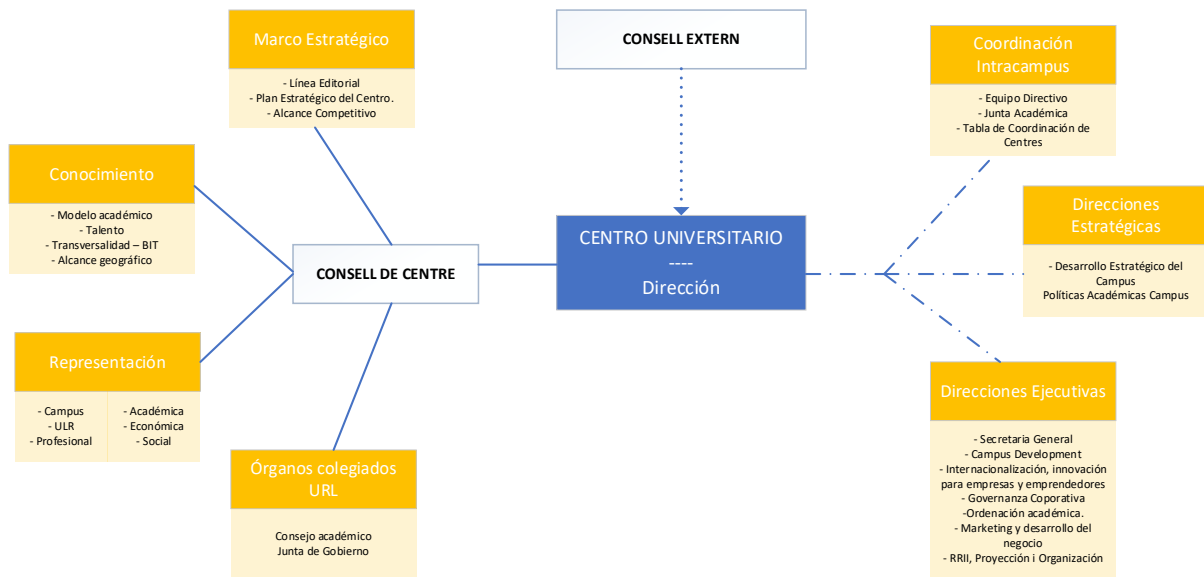 Marco Estratégico
- Línea Editorial
- Plan Estratégico del Centro.
- Alcance Competitivo
CONSELL EXTERN
Coordinación
Intracampus
- Equipo Directivo
- Junta Académica
- Tabla de Coordinación de
Centres
Conocimiento
- Modelo académico
- Talento
- Transversalidad – BIT
- Alcance geográfico
CONSELL DE CENTRE
CENTRO UNIVERSITARIO
----
Dirección
Direcciones
Estratégicas
- Desarrollo Estratégico del
Campus
Políticas Académicas Campus
Representación
- Campus
- ULR
- Profesional
- Académica
- Económica
- Social
Órganos colegiados
URL
Consejo académico
Junta de Gobierno
Direcciones Ejecutivas
- Secretaria General
- Campus Development
- Internacionalización, innovación
para empresas y emprendedores
- Governanza Coporativa
-Ordenación académica.
- Marketing y desarrollo del
negocio
- RRII, Proyección i Organización